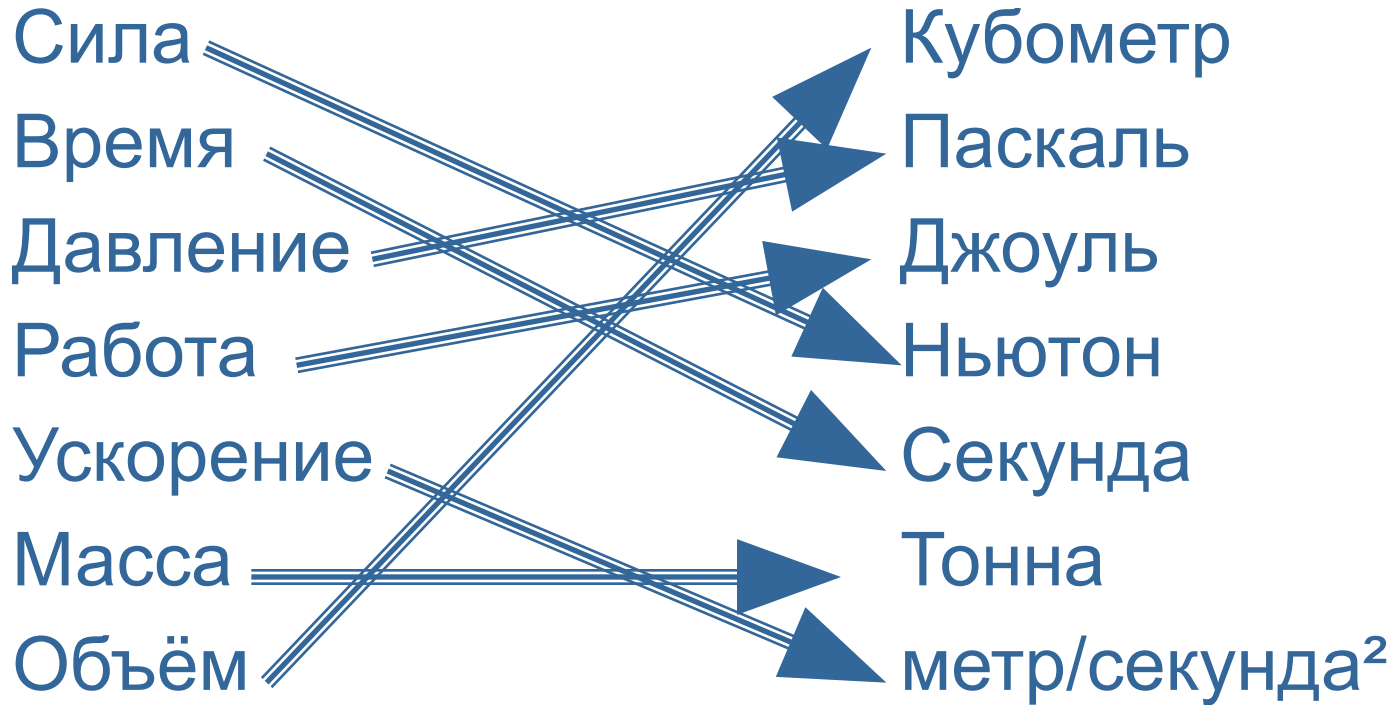 Сила
Время
Давление
Работа
Ускорение
Масса
Объём
Кубометр
Паскаль
Джоуль
Ньютон
Секунда
Тонна
метр/секунда²